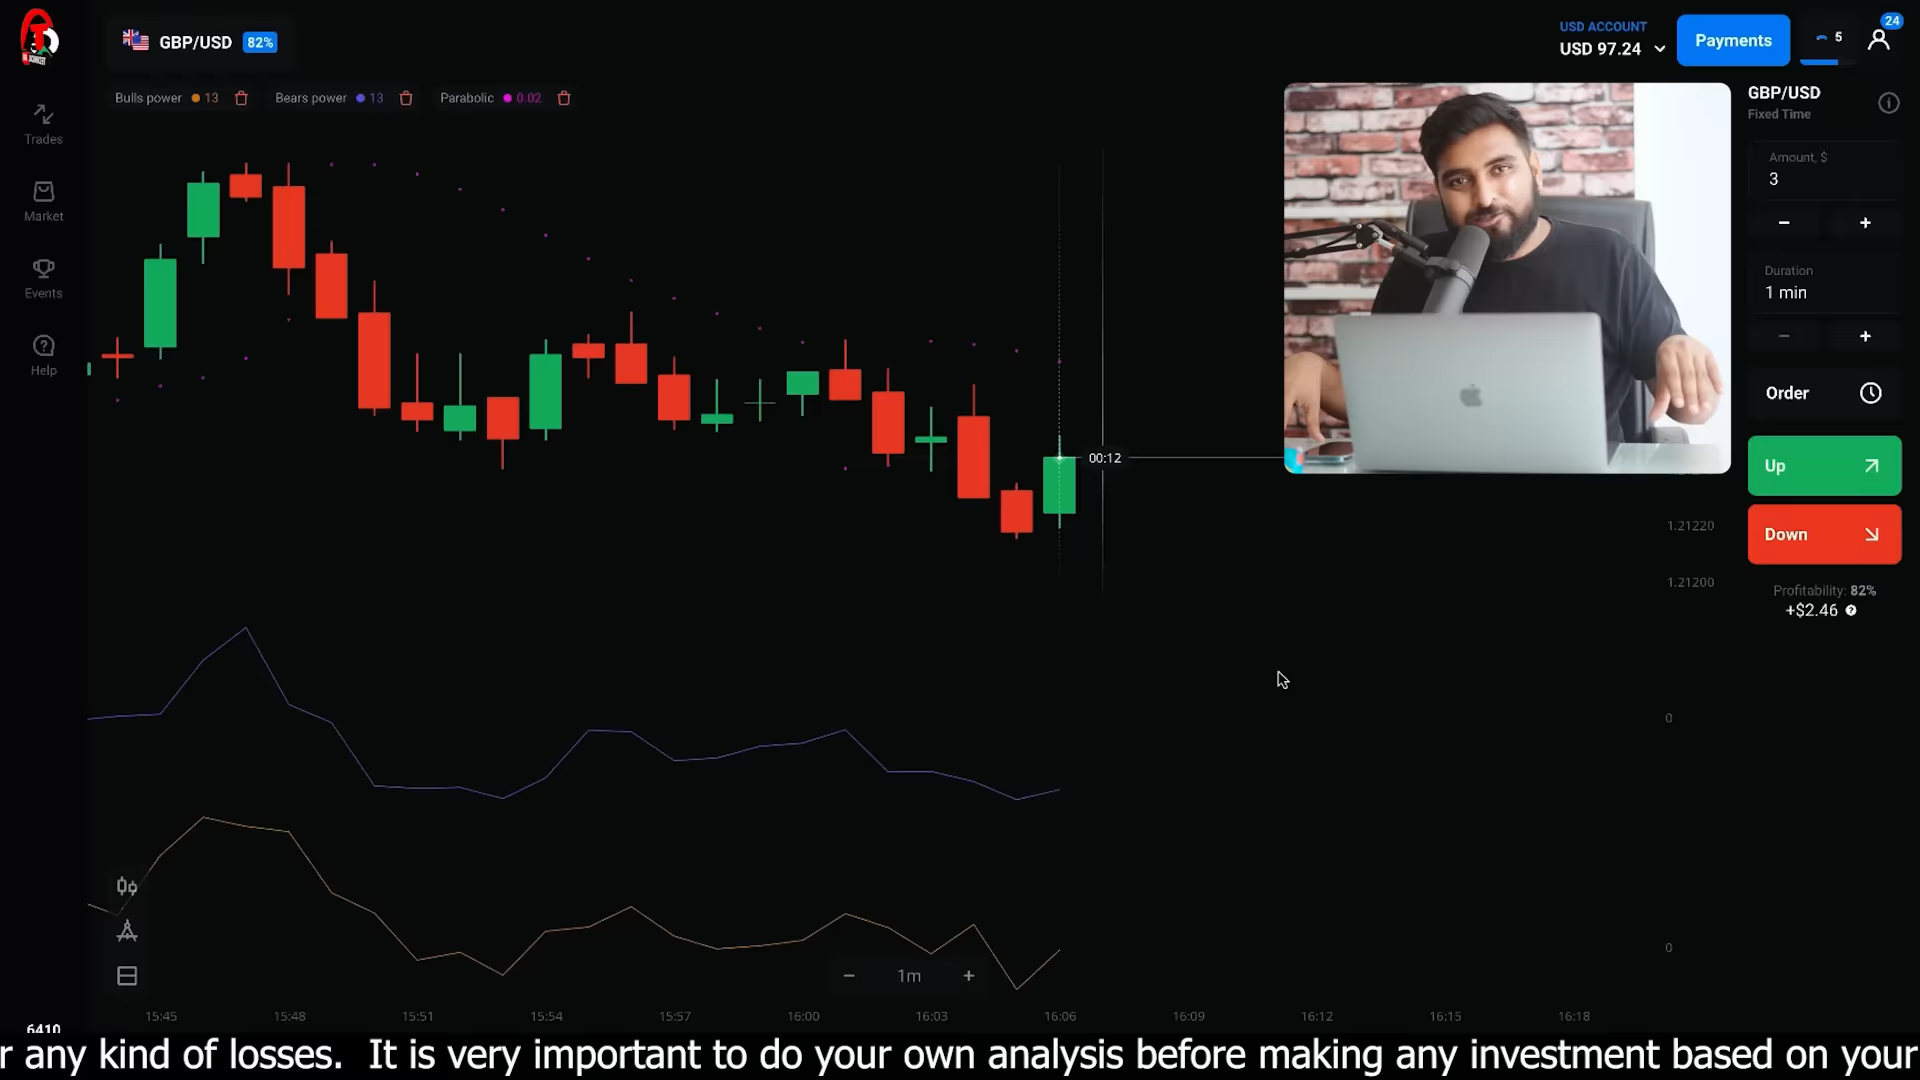 GBP/USD 82%
USD ACCOUNT
USD 97.24
Payments
5
24
Bulls power 13
Bears power 13
Parabolic 0.02
Trades
Market
Events
Help
GBP/USD
Fixed Time
Amount, $
3
Duration
1 min
Order
Up
Down
Profitability: 82%
+$2.46
00:12
1.21220
1.21200
0
0
1m
15:45 15:48 15:51 15:54 15:57 16:00 16:03 16:06 16:09 16:12 16:15 16:18
6410
r any kind of losses. It is very important to do your own analysis before making any investment based on your